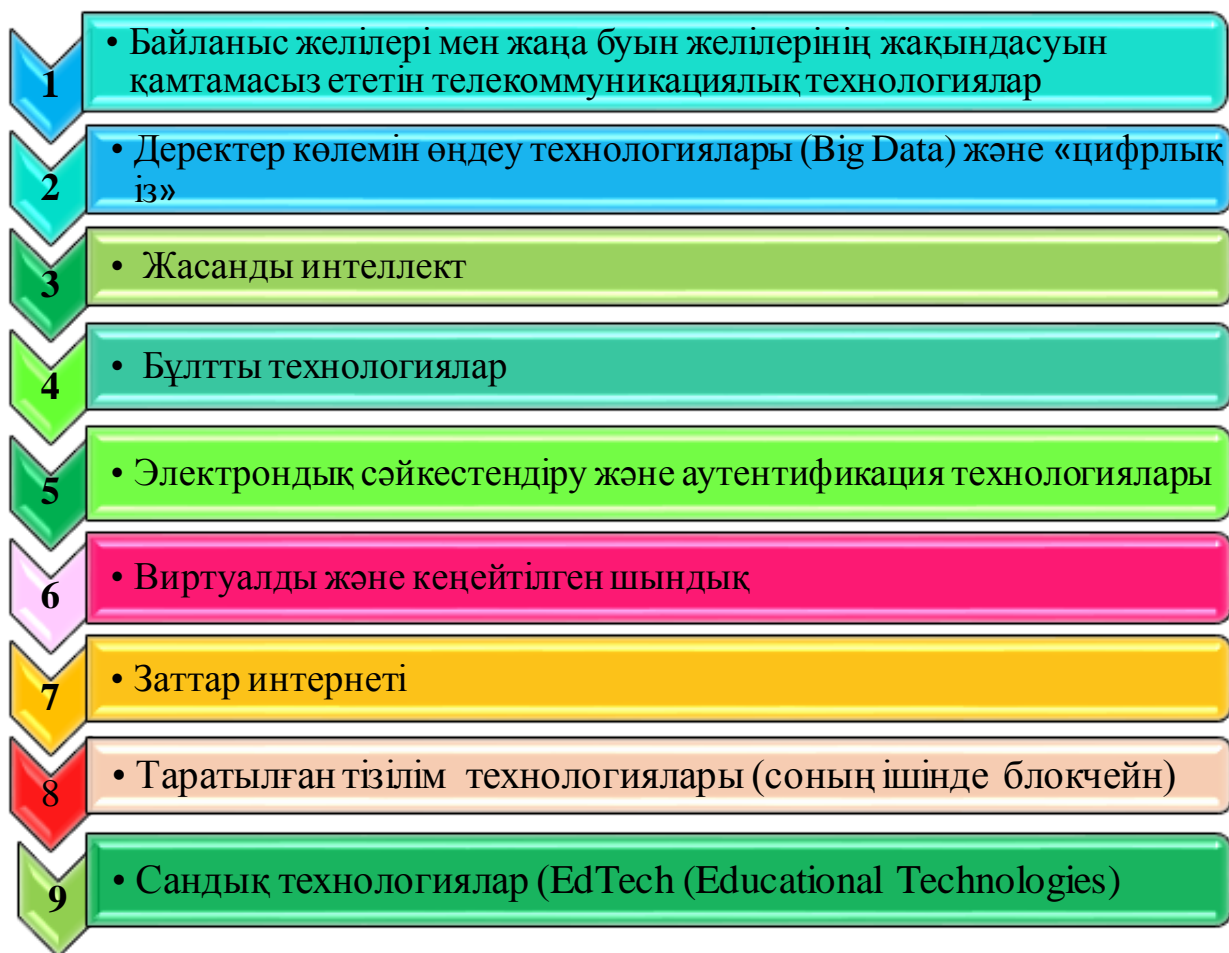 1
• Байланыс желілері мен жаңа буын желілерінің жақындасуын
қамтамасыз ететін телекоммуникациялық технологиялар
2
• Деректер көлемін өңдеу технологиялары (Big Data) және «цифрлық
із»
3
• Жасанды интеллект
4
• Бұлтты технологиялар
5
• Электрондық сәйкестендіру және аутентификация технологиялары
6
• Виртуалды және кеңейтілген шындық
7
• Заттар интернеті
8
• Таратылған тізілім технологиялары (соның ішінде блокчейн)
9
• Сандық технологиялар (EdTech (Educational Technologies)